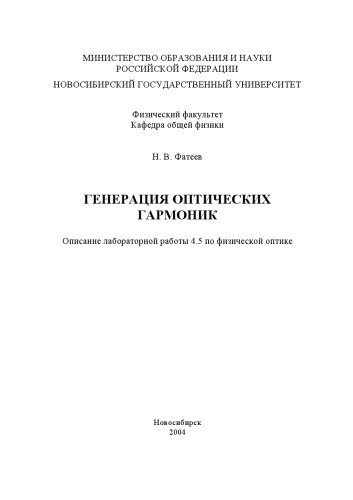 МИНИСТЕРСТВО ОБРАЗОВАНИЯ И НАУКИ
РОССИЙСКОЙ ФЕДЕРАЦИИ
НОВОСИБИРСКИЙ ГОСУДАРСТВЕННЫЙ УНИВЕРСИТЕТ
Физический факультет
Кафедра общей физики
Н. В. Фатеев
ГЕНЕРАЦИЯ ОПТИЧЕСКИХ
ГАРМОНИК
Описание лабораторной работы 4.5 по физической оптике
Новосибирск
2004